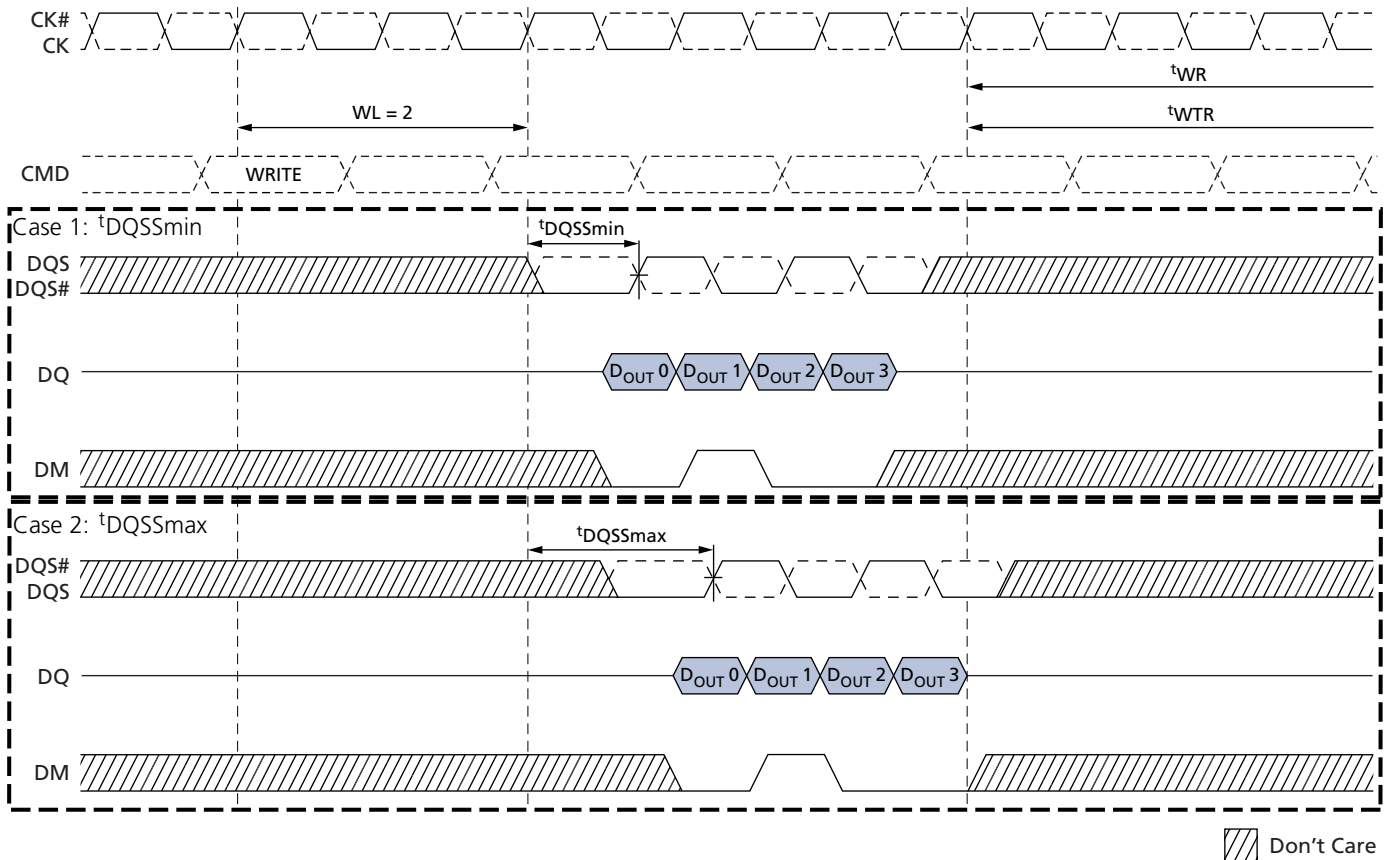 CK#
CK
tWR
WL = 2
tWTR
CMD
WRITE
Case 1: tDQSSmin
tDQSSmin
DQS
DQS#
DQ
DOUT 0 DOUT 1 DOUT 2 DOUT 3
DM
Case 2: tDQSSmax
tDQSSmax
DQS#
DQS
DQ
DOUT 0 DOUT 1 DOUT 2 DOUT 3
DM
Don't Care